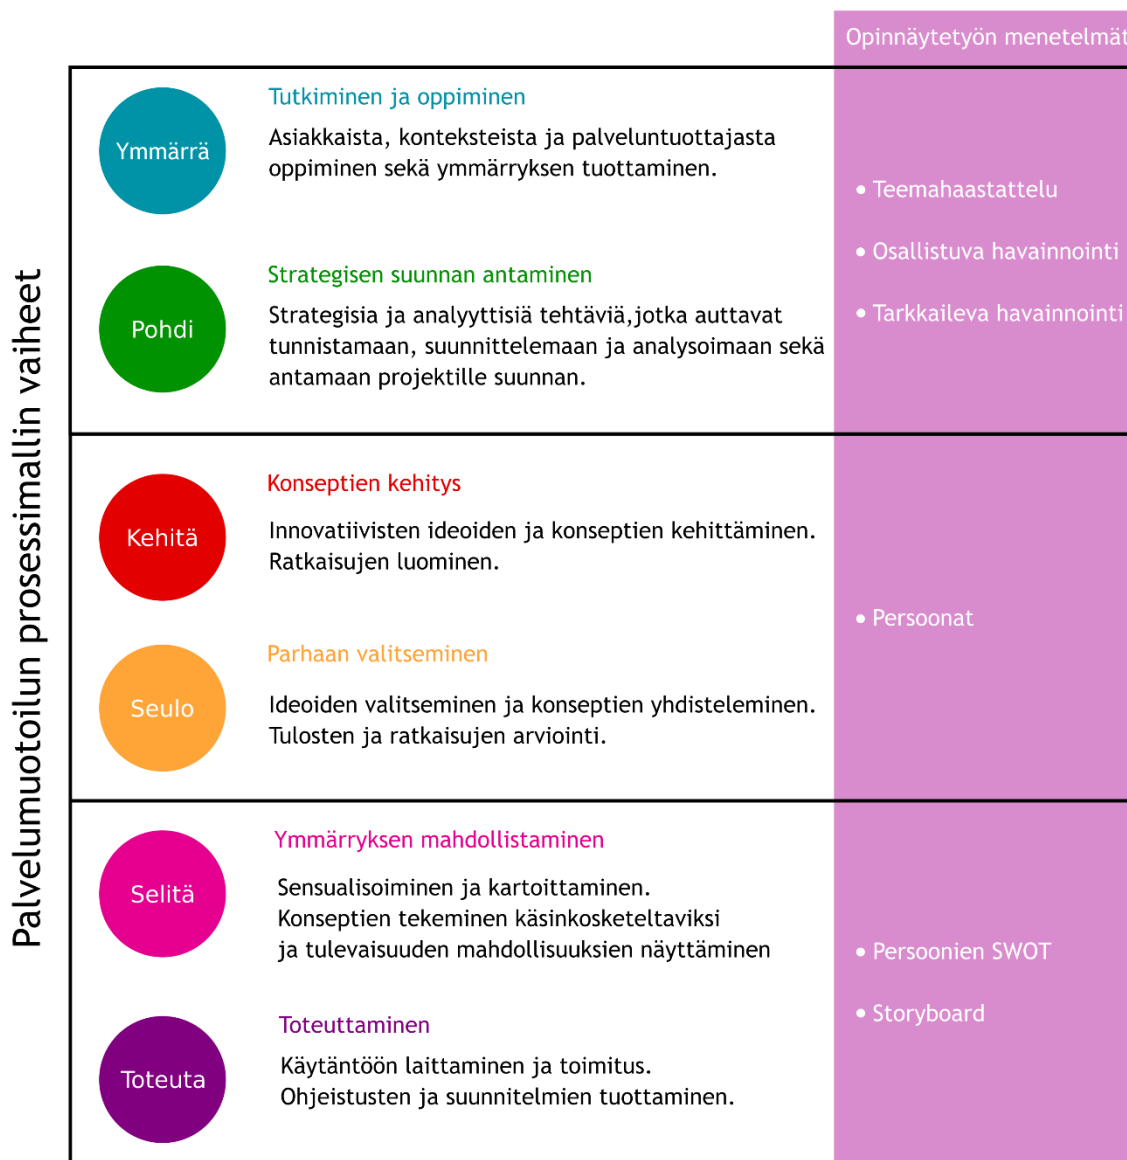 Opinnäytetyön menetelmät
Palvelumuotoilun prosessimallin vaiheet
Ymmärrä
Tutkiminen ja oppiminen
Asiakkaista, konteksteista ja palveluntuottajasta
oppiminen sekä ymmärryksen tuottaminen.
Pohdi
Strategisen suunnan antaminen
Strategisia ja analyyttisiä tehtäviä,jotka auttavat
tunnistamaan, suunnittelemaan ja analysoimaan sekä
antamaan projektille suunnan.
• Teemahaastattelu
• Osallistuva havainnointi
• Tarkkaileva havainnointi
Kehitä
Konseptien kehitys
Innovatiivisten ideoiden ja konseptien kehittäminen.
Ratkaisujen luominen.
Seulo
Parhaan valitseminen
Ideoiden valitseminen ja konseptien yhdisteleminen.
Tulosten ja ratkaisujen arviointi.
• Persoonat
Selitä
Ymmärryksen mahdollistaminen
Sensualisoiminen ja kartoittaminen.
Konseptien tekeminen käsinkosketeltaviksi
ja tulevaisuuden mahdollisuuksien näyttäminen
Toteuta
Toteuttaminen
Käytäntöön laittaminen ja toimitus.
Ohjeistusten ja suunnitelmien tuottaminen.
• Persoonien SWOT
• Storyboard